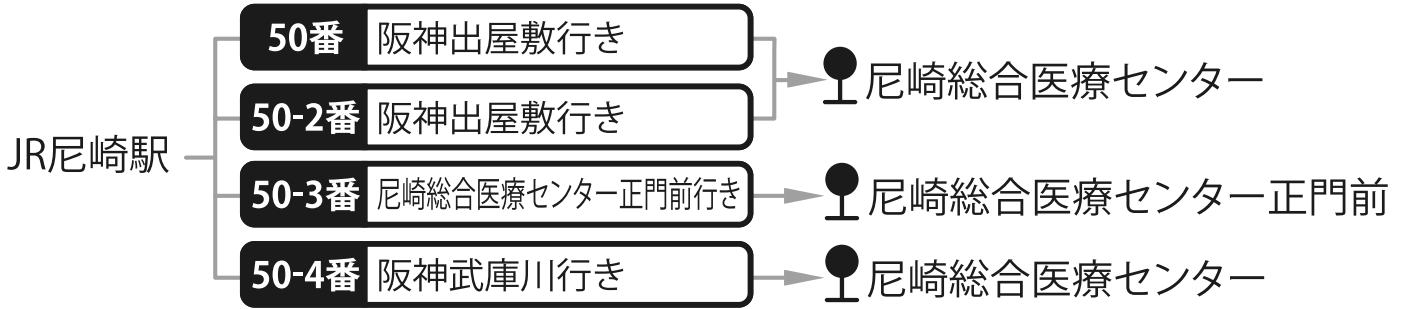 JR尼崎駅
50番 阪神出屋敷行き
50-2番 阪神出屋敷行き
尼崎総合医療センター
50-3番 尼崎総合医療センター正門前行き
尼崎総合医療センター正門前
50-4番 阪神武庫川行き
尼崎総合医療センター